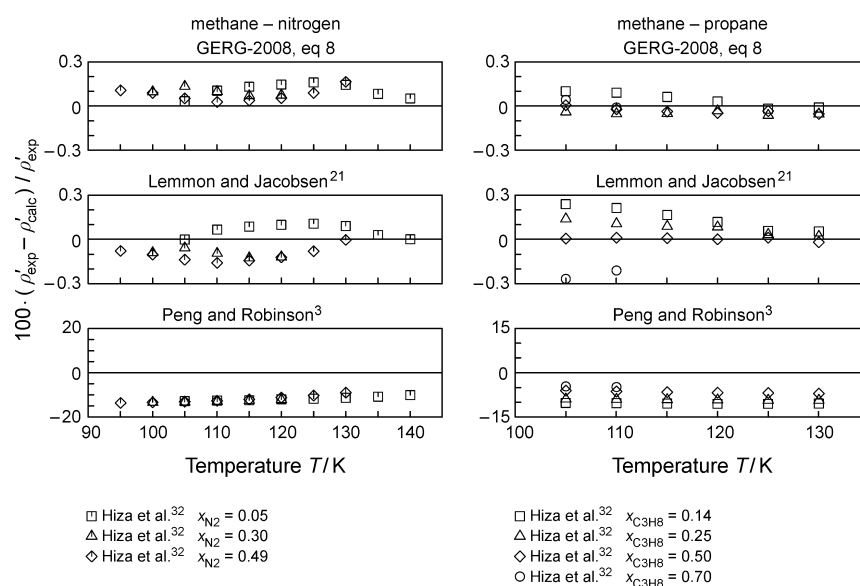 methane – nitrogen
GERG-2008, eq 8
0.3
0
–0.3
Lemmon and Jacobsen²¹
0.3
0
–0.3
Peng and Robinson³
20
0
–20
90 100 110 120 130 140
Temperature T/K
100·(ρ′exp – ρ′calc)/ρ′exp
methane – propane
GERG-2008, eq 8
0.3
0
–0.3
Lemmon and Jacobsen²¹
0.3
0
–0.3
Peng and Robinson³
15
0
–15
100 110 120 130
Temperature T/K
Hiza et al.³² xN2 = 0.05
Hiza et al.³² xN2 = 0.30
Hiza et al.³² xN2 = 0.49
Hiza et al.³² xC3H8 = 0.14
Hiza et al.³² xC3H8 = 0.25
Hiza et al.³² xC3H8 = 0.50
Hiza et al.³² xC3H8 = 0.70